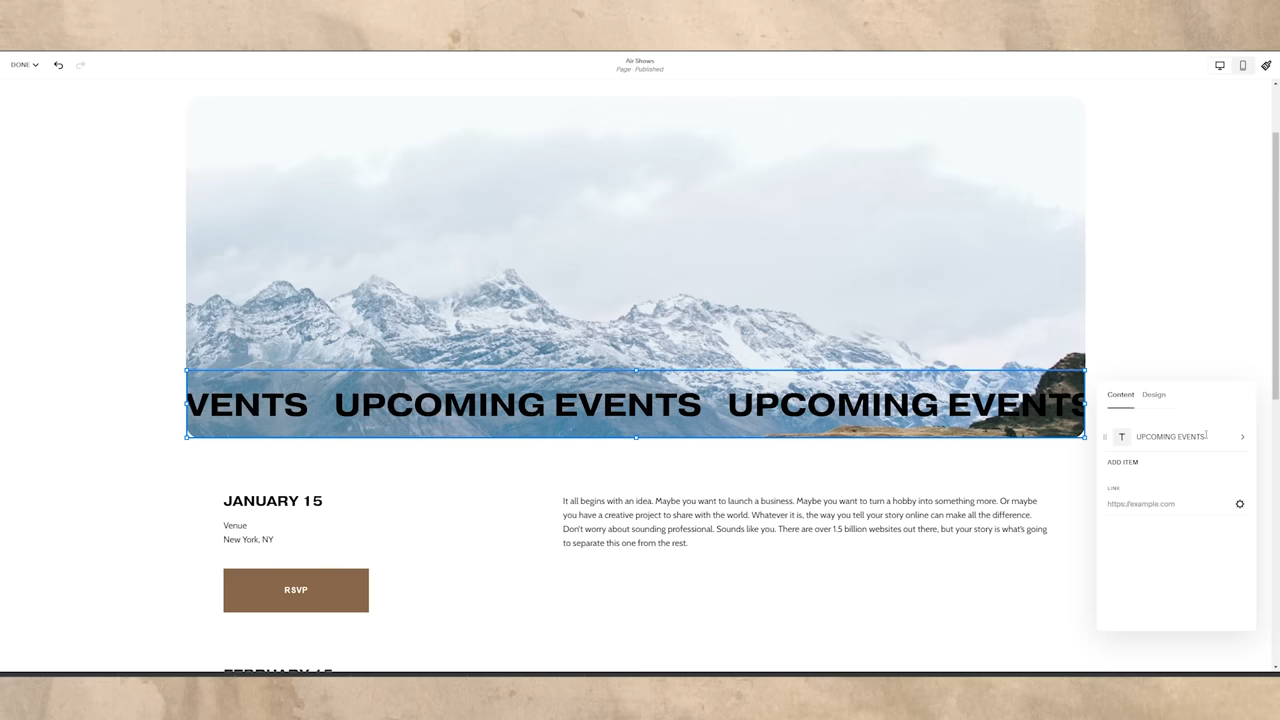 DONE
Air Shows
Page · Published
VENTS UPCOMING EVENTS UPCOMING EVENTS
Content Design
T UPCOMING EVENTS
ADD ITEM
LINK
https://example.com
JANUARY 15
Venue
New York, NY
RSVP
It all begins with an idea. Maybe you want to launch a business. Maybe you want to turn a hobby into something more. Or maybe
you have a creative project to share with the world. Whatever it is, the way you tell your story online can make all the difference.
Don't worry about sounding professional. Sounds like you. There are over 1.5 billion websites out there, but your story is what's going
to separate this one from the rest.
FEBRUARY 15